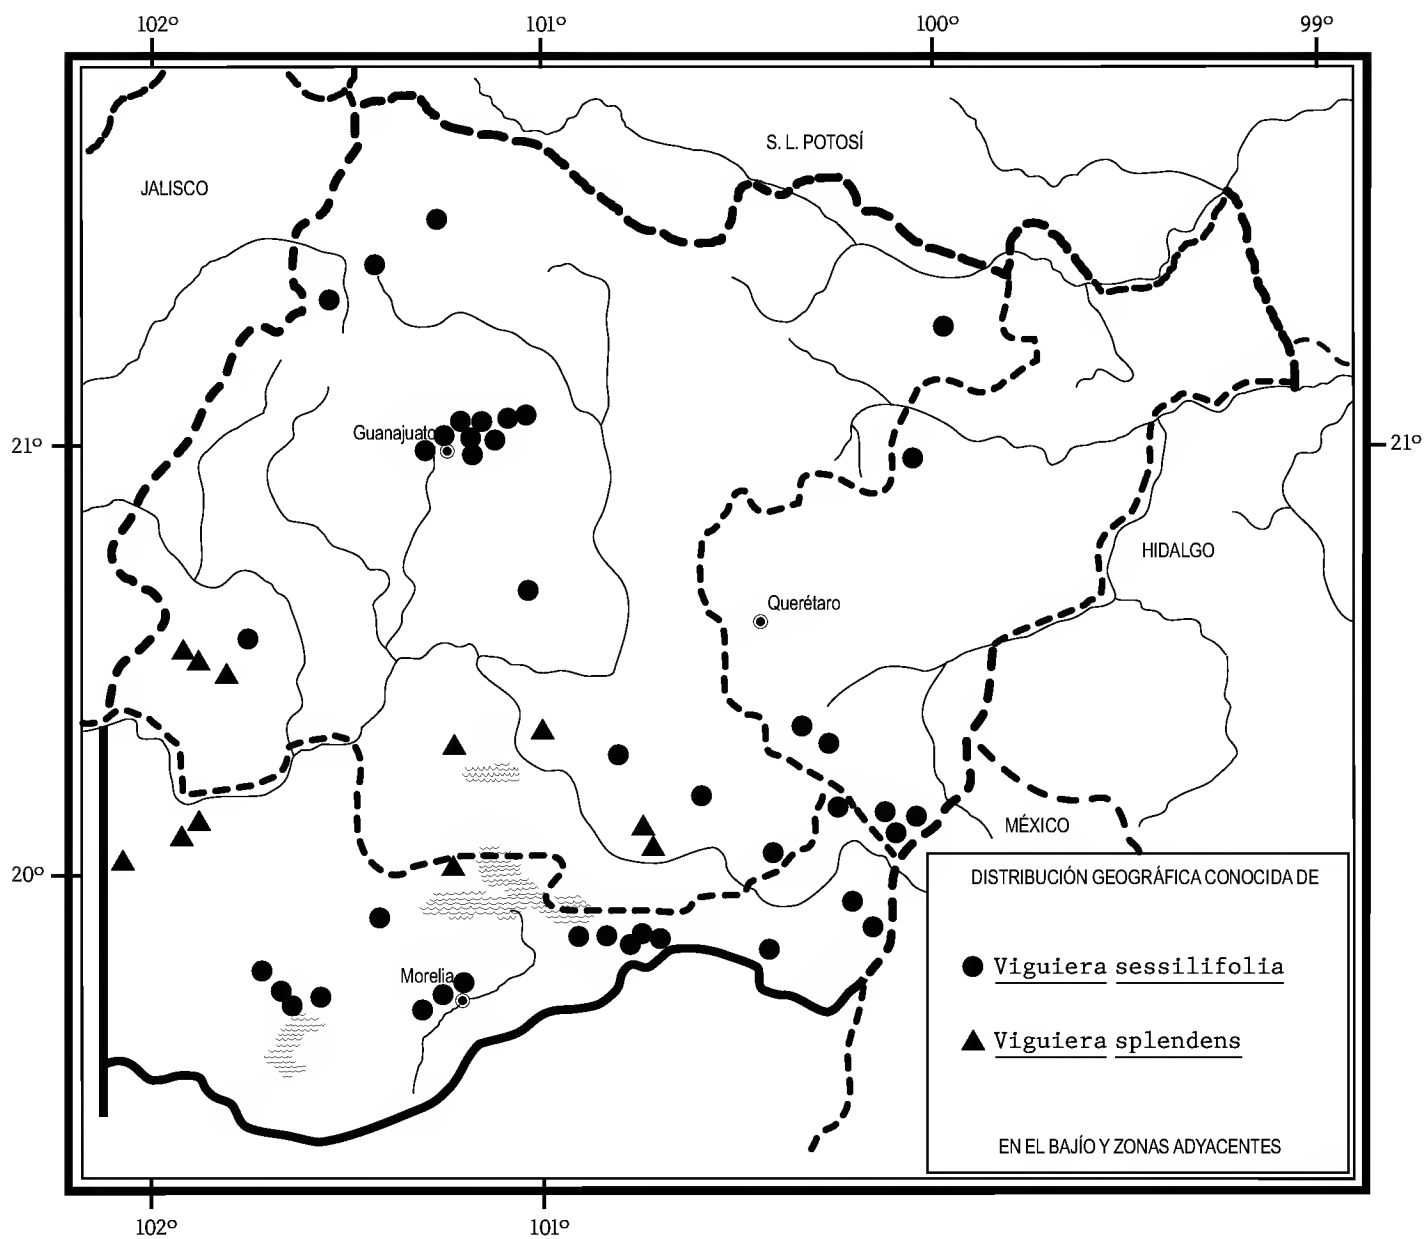 102º 101º 100º 99º
S. L. POTOSÍ
JALISCO
Guanajuato
21º 21º
HIDALGO
Querétaro
MÉXICO
20º
DISTRIBUCIÓN GEOGRÁFICA CONOCIDA DE
Viguiera sessilifolia
Morelia
Viguiera splendens
EN EL BAJÍO Y ZONAS ADYACENTES
102º 101º